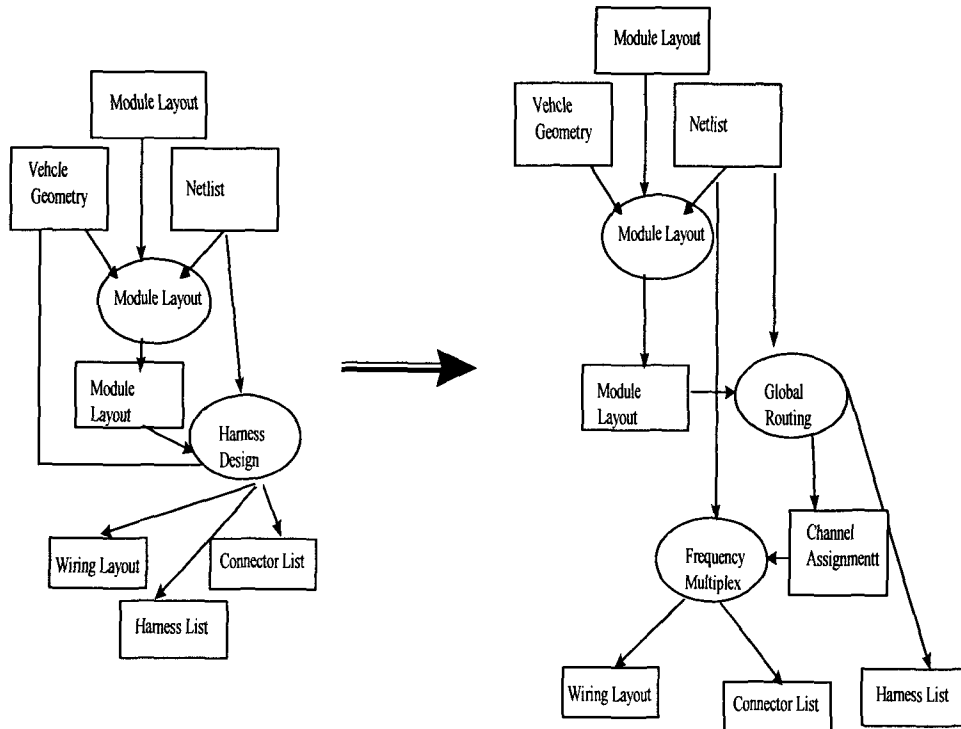 Module Layout
Vehcle
Geometry
Netlist
Module Layout
Module
Layout
Harness
Design
Wiring Layout
Connector List
Harness List
Module Layout
Vehcle
Geometry
Netlist
Module Layout
Module
Layout
Global
Routing
Frequency
Multiplex
Channel
Assignmentt
Wiring Layout
Connector List
Harness List